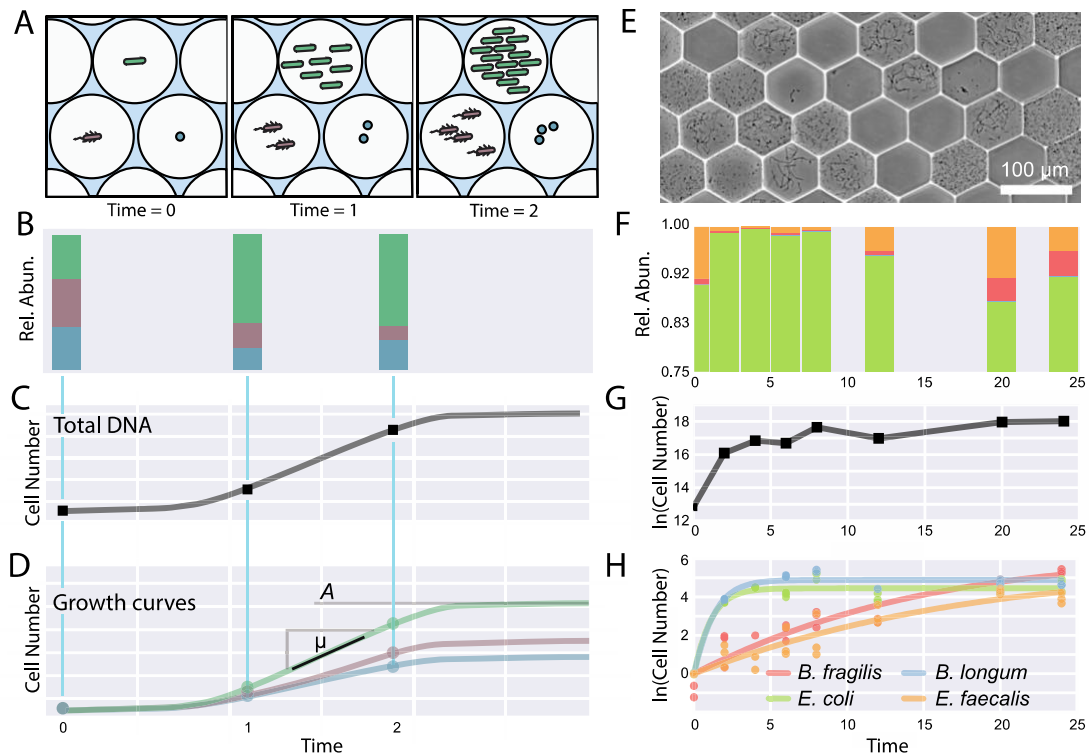 A
Time = 0
Time = 1
Time = 2
B
Rel. Abun.
C
Total DNA
Cell Number
D
Growth curves
Cell Number
A
μ
0
1
2
Time
E
100 μm
F
Rel. Abun.
1.00
0.92
0.83
0.75
0
5
10
15
20
25
G
ln(Cell Number)
18
16
14
12
0
5
10
15
20
25
H
ln(Cell Number)
6
4
2
0
B. fragilis
B. longum
E. coli
E. faecalis
0
5
10
15
20
25
Time